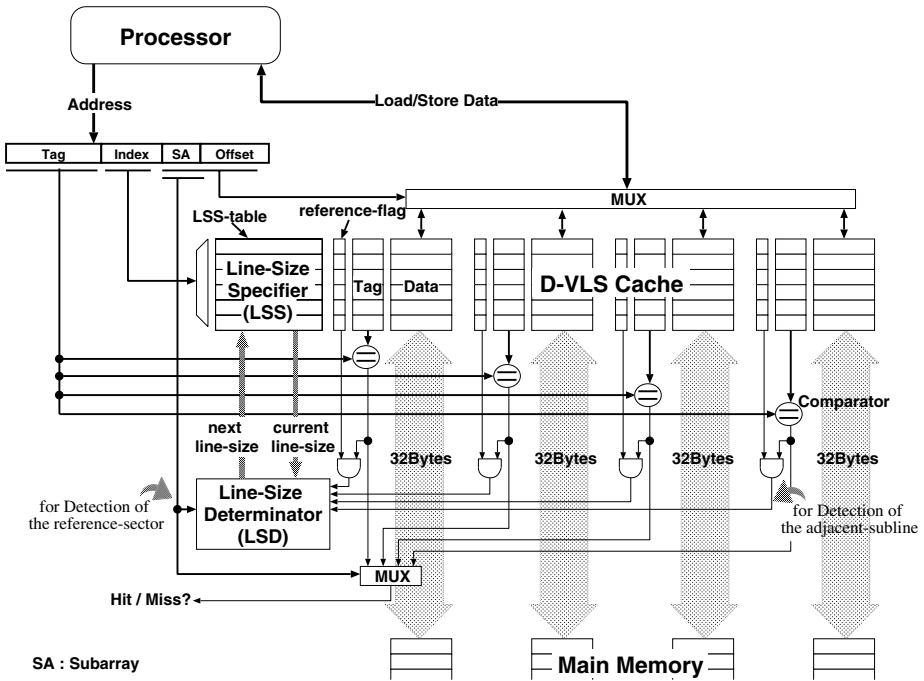 Processor
Load/Store Data
Address
Tag Index SA Offset
MUX
LSS-table
reference-flag
Line-Size
Specifier
(LSS)
Tag
Data
D-VLS Cache
Comparator
next
line-size
current
line-size
32Bytes
32Bytes
32Bytes
32Bytes
for Detection of
the reference-sector
Line-Size
Determinator
(LSD)
for Detection of
the adjacent-subline
MUX
Hit / Miss?
SA : Subarray
Main Memory